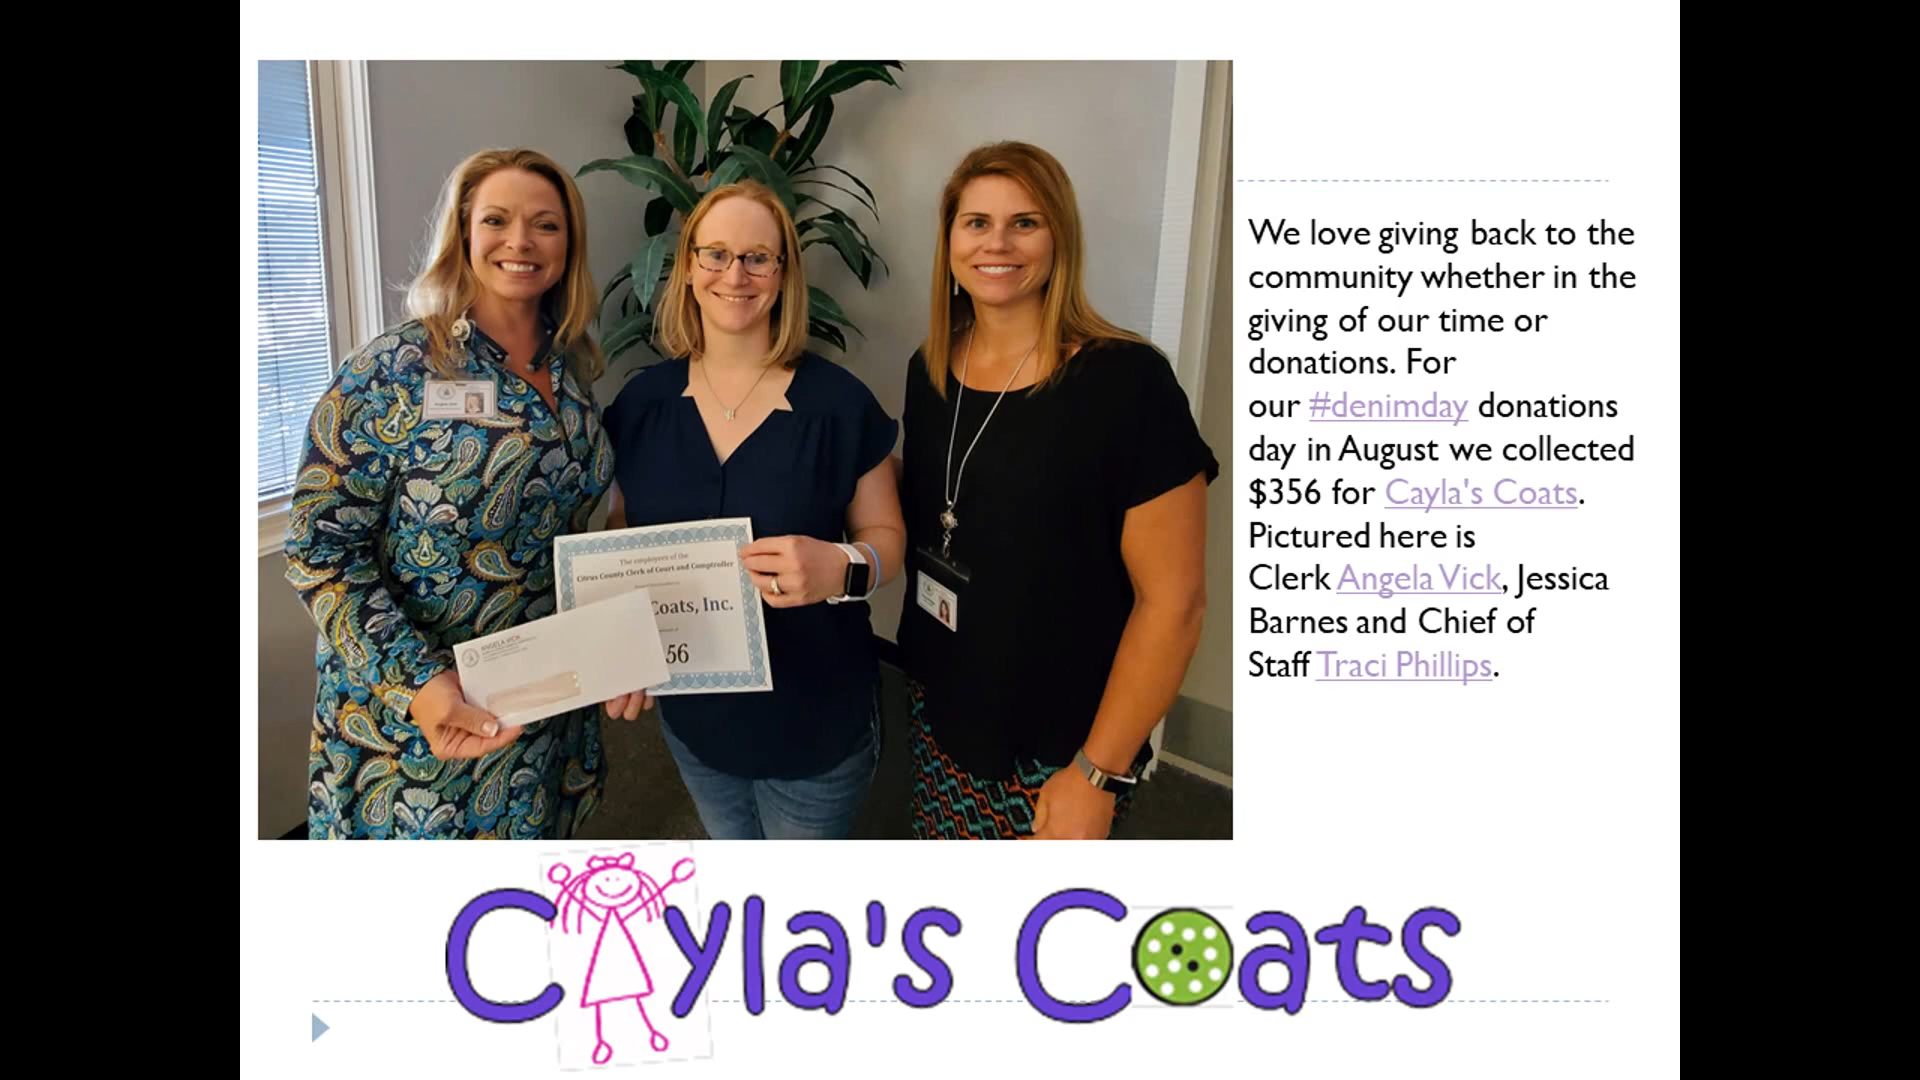 We love giving back to the
community whether in the
giving of our time or
donations. For
our #denimday donations
day in August we collected
$356 for Cayla's Coats.
Pictured here is
Clerk Angela Vick, Jessica
Barnes and Chief of
Staff Traci Phillips.
The employees of the
Citrus County Clerk of Court and Comptroller
Coats, Inc.
56
ANGELA VICK
Cayla's Coats